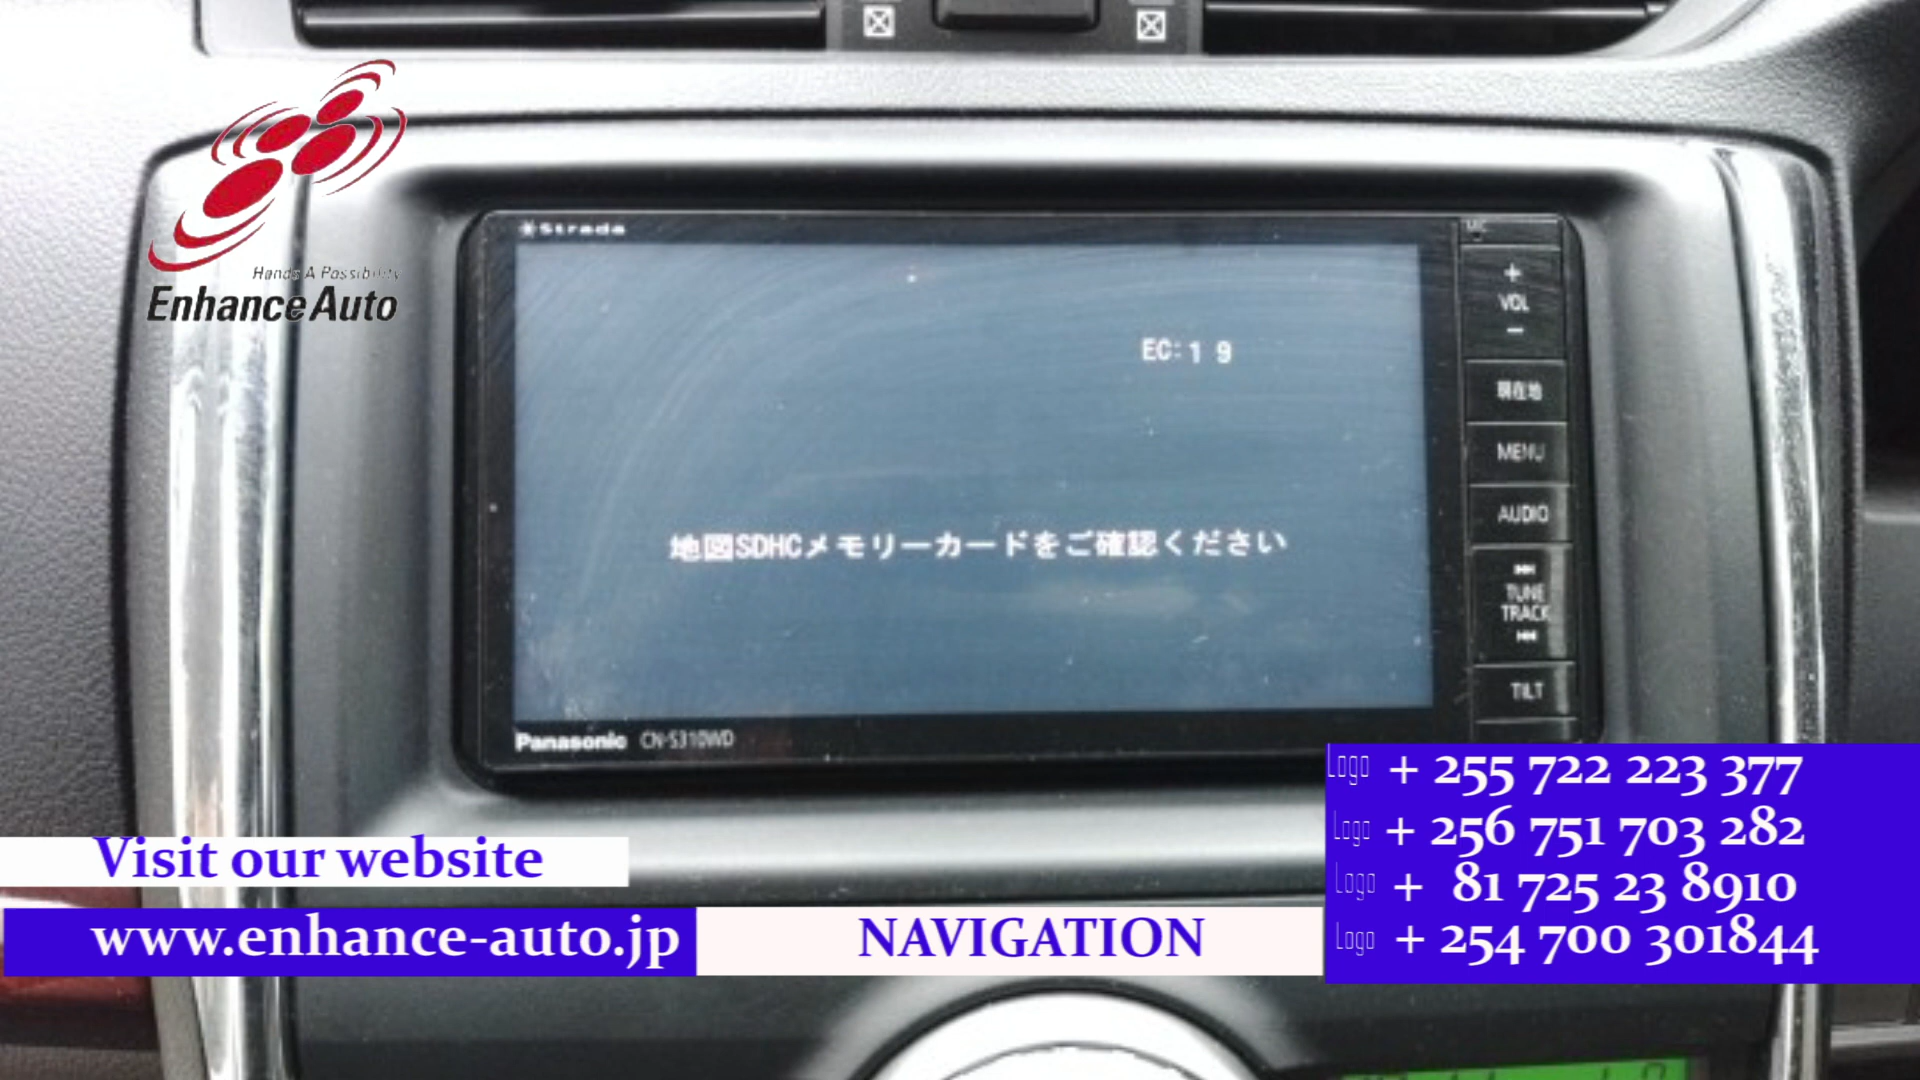 Hands A Possibility
Enhance Auto
Strada
EC:19
地図SDHCメモリーカードをご確認ください
Panasonic CN-S310WD
MIC
+
VOL
−
現在地
MENU
AUDIO
TUNE
TRACK
TILT
Logo + 255 722 223 377
Logo + 256 751 703 282
Logo + 81 725 23 8910
Logo + 254 700 301844
Visit our website
www.enhance-auto.jp
NAVIGATION